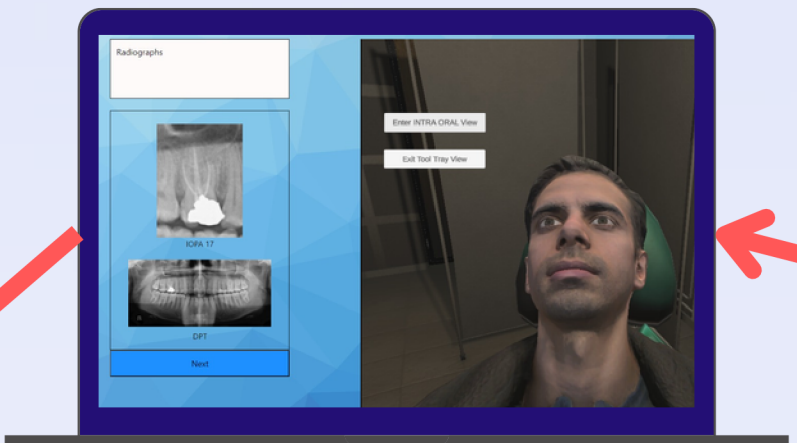 Radiographs
IOPA 17
DPT
Next
Enter INTRA ORAL View
Exit Tool Tray View